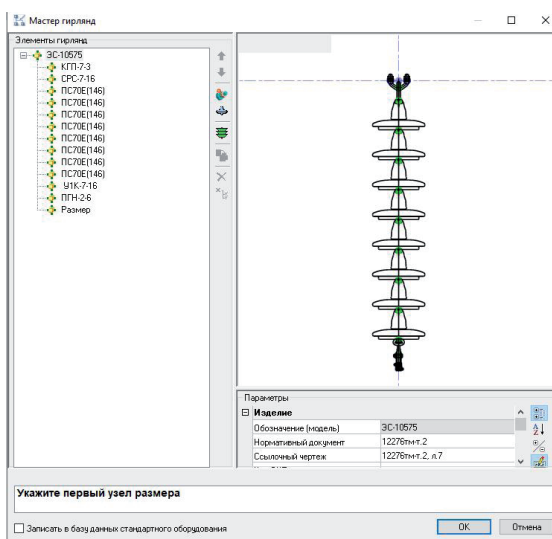 Мастер гирлянд
Элементы гирлянд
ЭС-10575
КГП-7-3
СРС-7-16
ПС70Е(146)
ПС70Е(146)
ПС70Е(146)
ПС70Е(146)
ПС70Е(146)
ПС70Е(146)
ПС70Е(146)
ПС70Е(146)
У1К-7-16
ПГН-2-6
Размер
Параметры
Изделие
Обозначение (модель) ЭС-10575
Нормативный документ 12276тм-т.2
Ссылочный чертеж 12276тм-т.2, л.7
Укажите первый узел размера
Записать в базу данных стандартного оборудования
OK Отмена